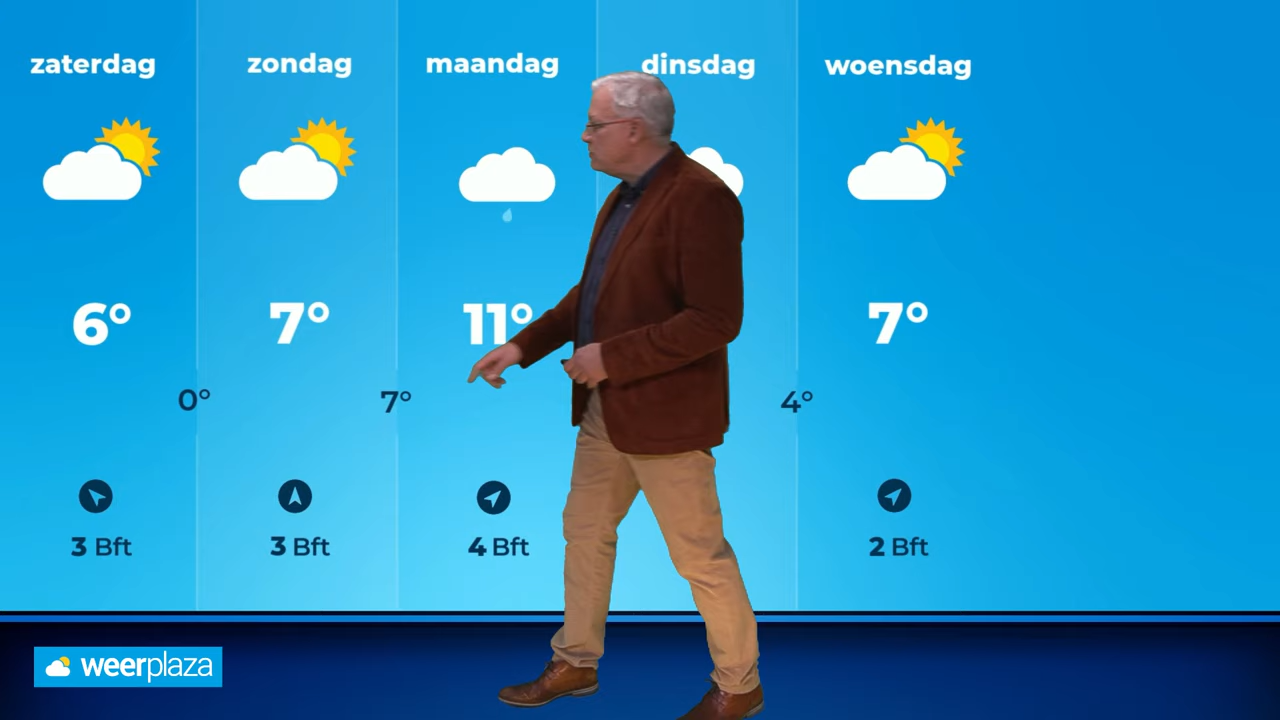 zaterdag zondag maandag dinsdag woensdag
6° 7° 11° 7°
0° 7° 4°
3 Bft 3 Bft 4 Bft 2 Bft
weerplaza